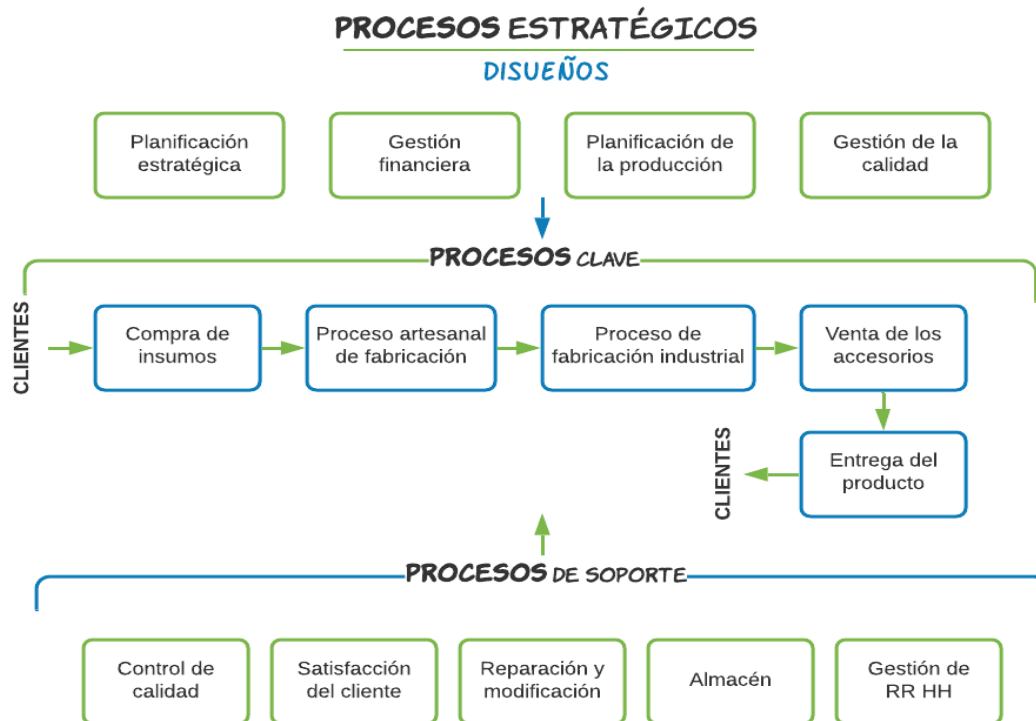 PROCESOS ESTRATÉGICOS
DISUEÑOS
Planificación
estratégica
Gestión
financiera
Planificación de
la producción
Gestión de la
calidad
PROCESOS CLAVE
CLIENTES
Compra de
insumos
Proceso artesanal
de fabricación
Proceso de
fabricación industrial
Venta de los
accesorios
Entrega del
producto
CLIENTES
PROCESOS DE SOPORTE
Control de
calidad
Satisfacción
del cliente
Reparación y
modificación
Almacén
Gestión de
RR HH